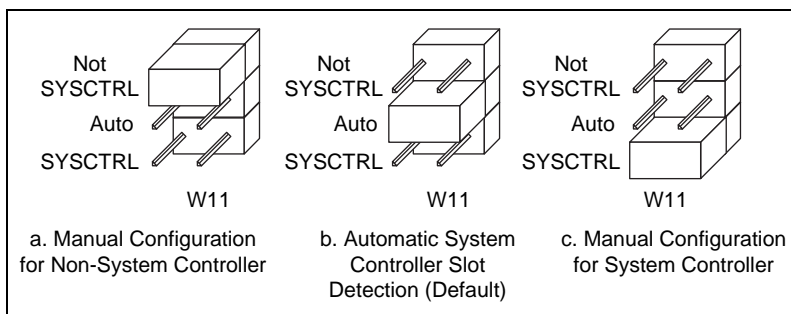 Not
SYSCTRL
Auto
SYSCTRL
W11
a. Manual Configuration
for Non-System Controller
Not
SYSCTRL
Auto
SYSCTRL
W11
b. Automatic System
Controller Slot
Detection (Default)
Not
SYSCTRL
Auto
SYSCTRL
W11
c. Manual Configuration
for System Controller